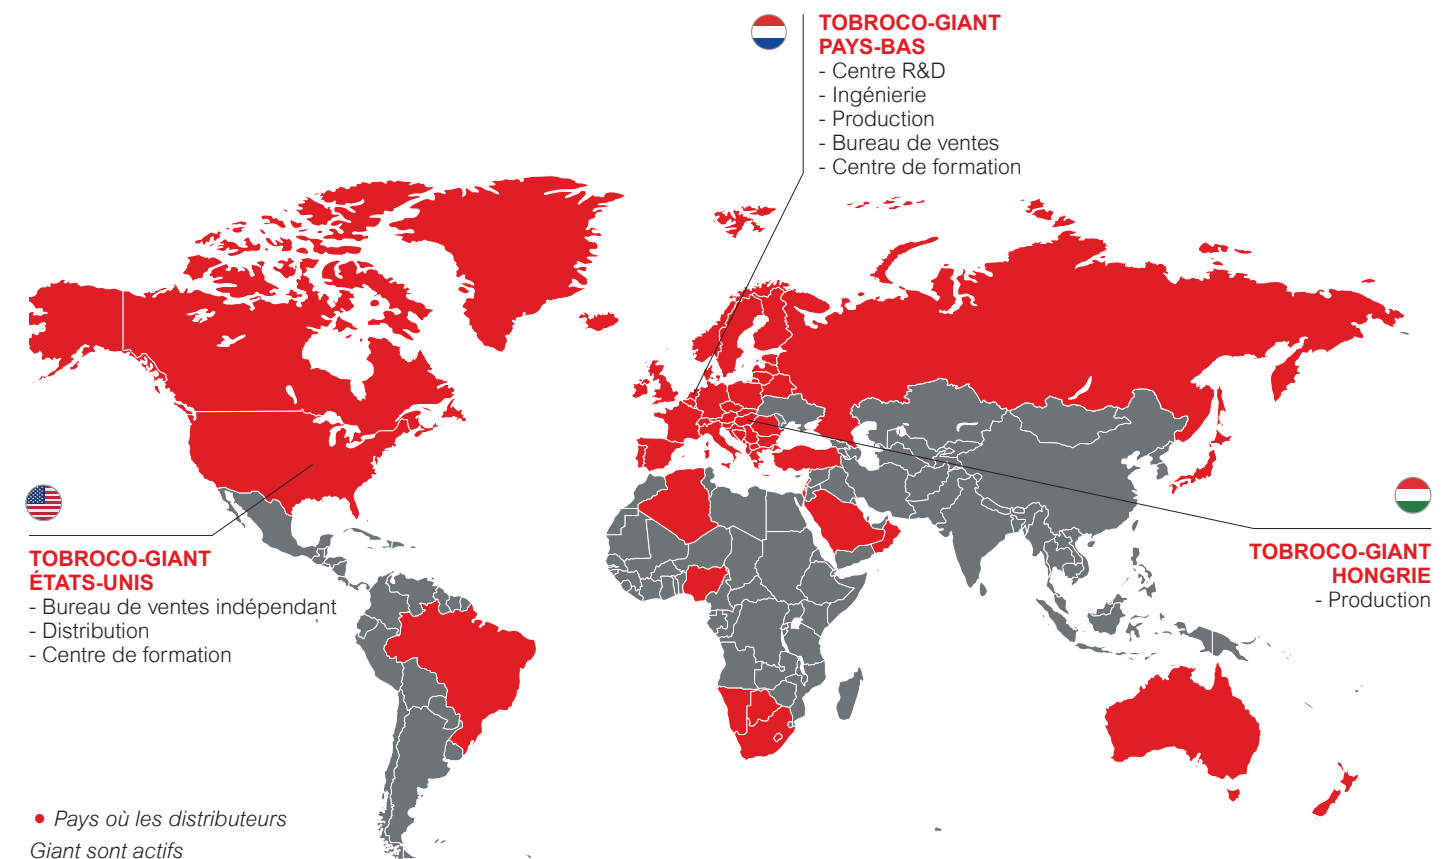 TOBROCO-GIANT
PAYS-BAS
- Centre R&D
- Ingénierie
- Production
- Bureau de ventes
- Centre de formation
TOBROCO-GIANT
ÉTATS-UNIS
- Bureau de ventes indépendant
- Distribution
- Centre de formation
TOBROCO-GIANT
HONGRIE
- Production
• Pays où les distributeurs
Giant sont actifs